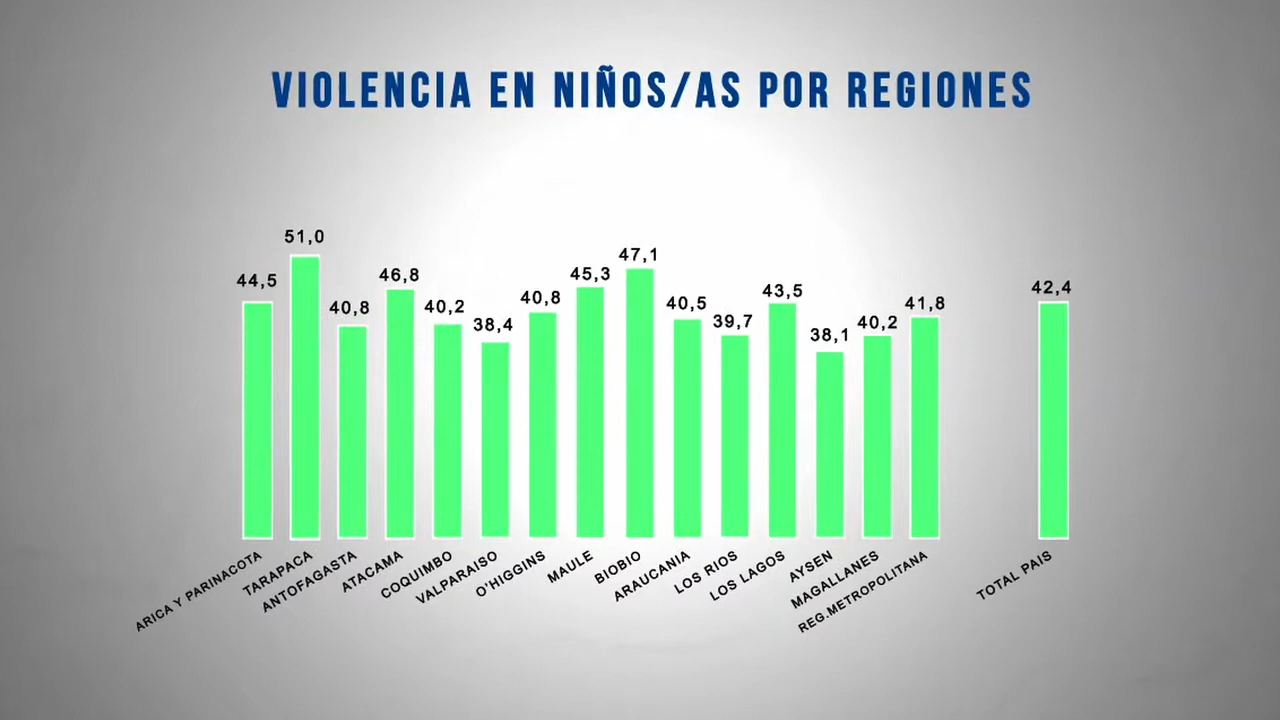 VIOLENCIA EN NIÑOS/AS POR REGIONES
44,5
51,0
40,8
46,8
40,2
38,4
40,8
45,3
47,1
40,5
39,7
43,5
38,1
40,2
41,8
42,4
ARICA Y PARINACOTA
TARAPACA
ANTOFAGASTA
ATACAMA
COQUIMBO
VALPARAISO
O'HIGGINS
MAULE
BIOBIO
ARAUCANIA
LOS RIOS
LOS LAGOS
AYSEN
MAGALLANES
REG.METROPOLITANA
TOTAL PAIS